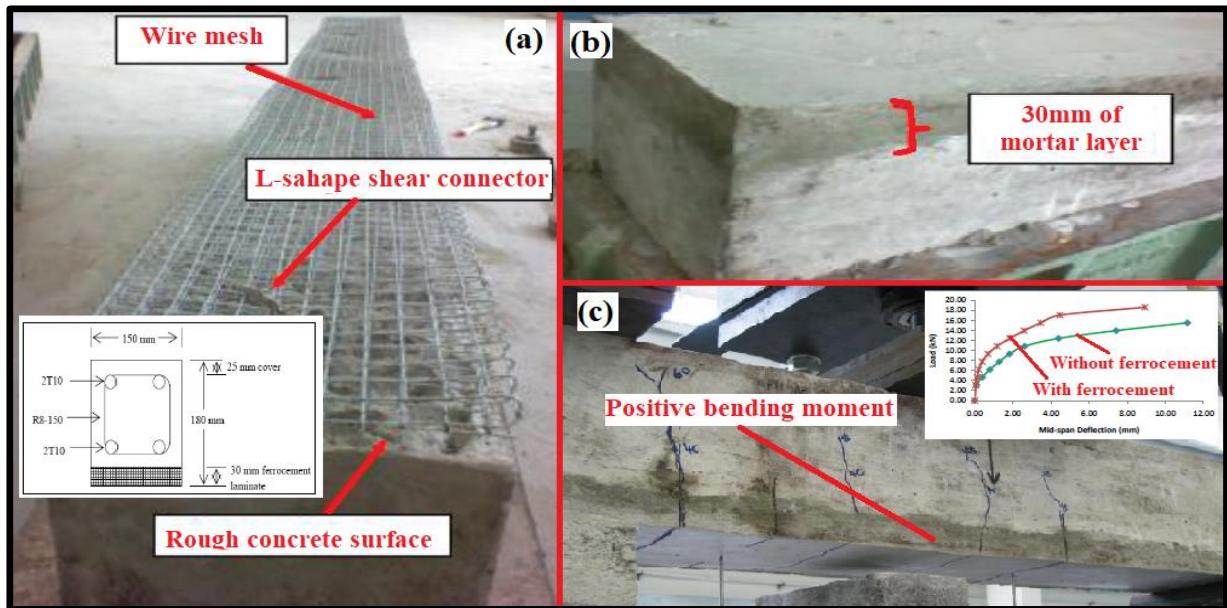 (a)
Wire mesh
L-sahape shear connector
150 mm
2T10
25 mm cover
R8-150
180 mm
2T10
30 mm ferrocement
laminate
Rough concrete surface
(b)
30mm of
mortar layer
(c)
Positive bending moment
60
20.00
18.00
16.00
14.00
12.00
10.00
8.00
6.00
4.00
2.00
0.00
Load (kN)
Without ferrocement
With ferrocement
0.00 2.00 4.00 6.00 8.00 10.00 12.00
Mid-span Deflection (mm)